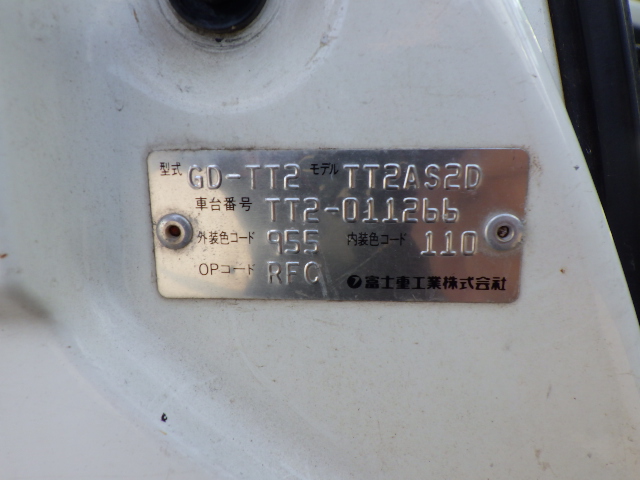 型式 GD-TT2 モデル TT2AS2D
車台番号 TT2-011266
外装色コード 955 内装色コード 110
OPコード RFC 富士重工業株式会社